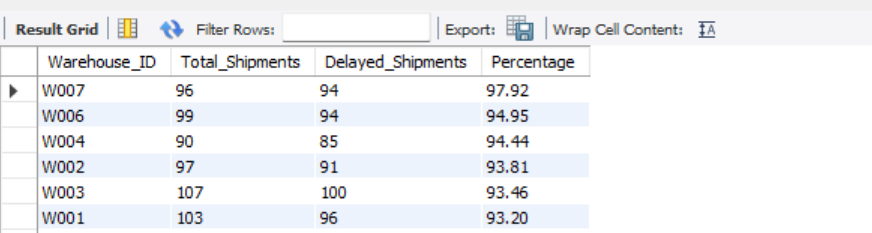 Result Grid Filter Rows: Export: Wrap Cell Content:
Warehouse_ID Total_Shipments Delayed_Shipments Percentage
W007 96 94 97.92
W006 99 94 94.95
W004 90 85 94.44
W002 97 91 93.81
W003 107 100 93.46
W001 103 96 93.20